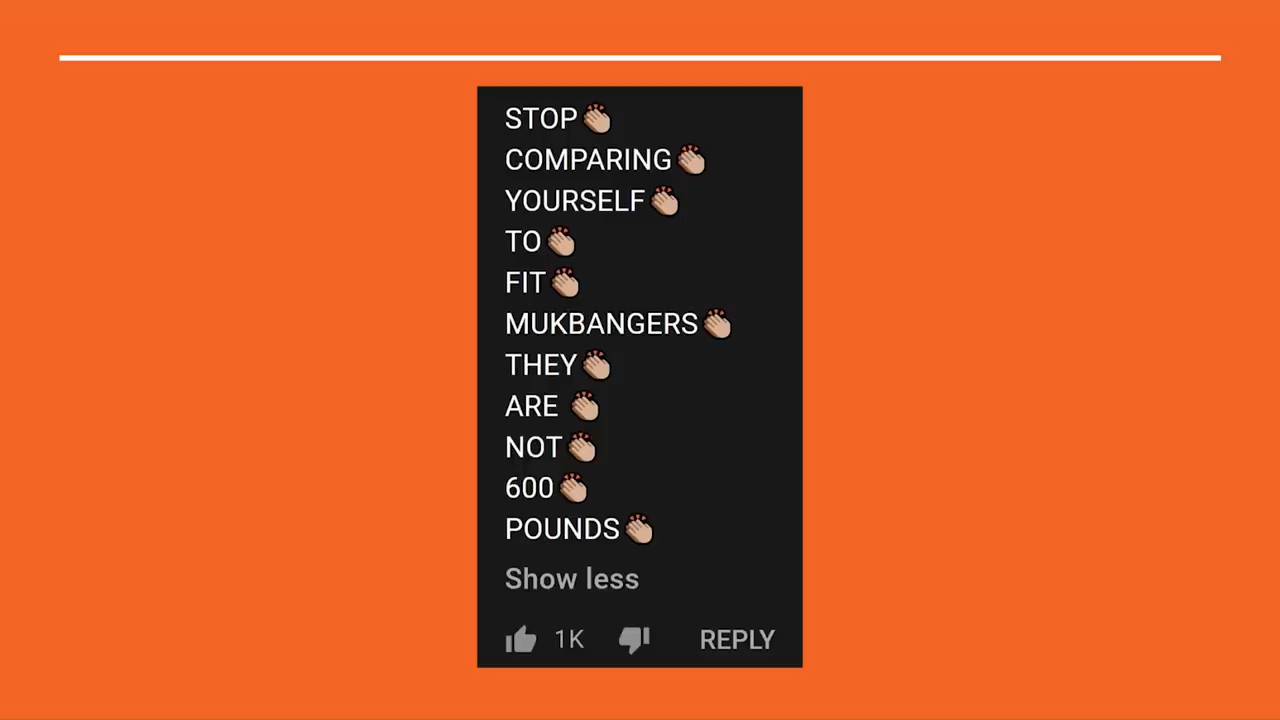 STOP👏🏼
COMPARING👏🏼
YOURSELF👏🏼
TO👏🏼
FIT👏🏼
MUKBANGERS👏🏼
THEY👏🏼
ARE 👏🏼
NOT👏🏼
600👏🏼
POUNDS👏🏼
Show less
1K REPLY